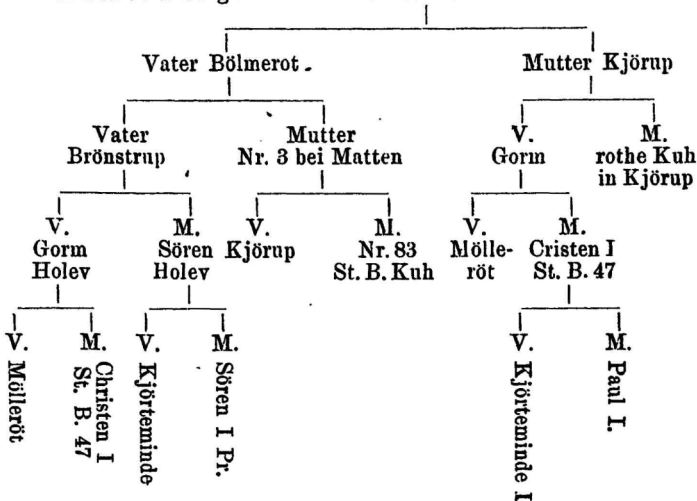 Vater Bölmerot.
Mutter Kjörup
Vater
Brönstrup
Mutter
Nr. 3 bei Matten
V.
Gorm
M.
rothe Kuh
in Kjörup
V.
Gorm
Holev
M.
Sören
Holev
V.
Kjörup
M.
Nr. 83
St. B. Kuh
V.
Mölle-
röt
M.
Cristen I
St. B. 47
V.
Mölleröt
M.
Christen I
St. B. 47
V.
Kjörteminde
M.
Sören I Pr.
V.
Kjörteminde I
M.
Paul I.